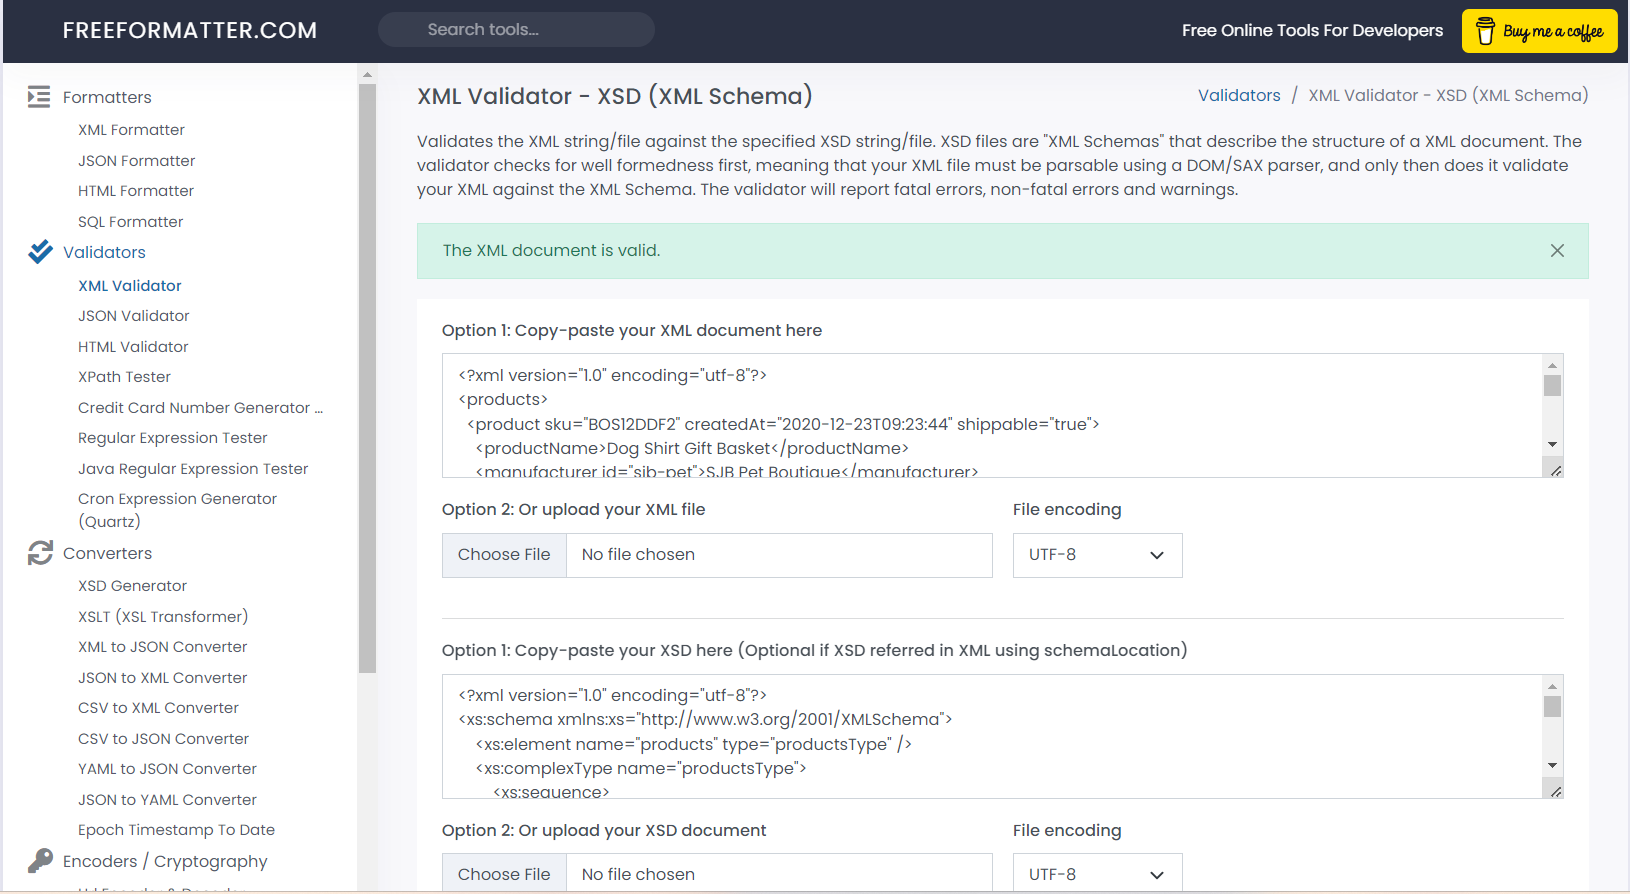 FREEFORMATTER.COM
Search tools...
Free Online Tools For Developers
Buy me a coffee
Formatters
XML Formatter
JSON Formatter
HTML Formatter
SQL Formatter
Validators
XML Validator
JSON Validator
HTML Validator
XPath Tester
Credit Card Number Generator ...
Regular Expression Tester
Java Regular Expression Tester
Cron Expression Generator
(Quartz)
Converters
XSD Generator
XSLT (XSL Transformer)
XML to JSON Converter
JSON to XML Converter
CSV to XML Converter
CSV to JSON Converter
YAML to JSON Converter
JSON to YAML Converter
Epoch Timestamp To Date
Encoders / Cryptography
XML Validator - XSD (XML Schema)
Validators / XML Validator - XSD (XML Schema)
Validates the XML string/file against the specified XSD string/file. XSD files are "XML Schemas" that describe the structure of a XML document. The
validator checks for well formedness first, meaning that your XML file must be parsable using a DOM/SAX parser, and only then does it validate
your XML against the XML Schema. The validator will report fatal errors, non-fatal errors and warnings.
The XML document is valid.
Option 1: Copy-paste your XML document here
<?xml version="1.0" encoding="utf-8"?>
<products>
<product sku="BOS12DDF2" createdAt="2020-12-23T09:23:44" shippable="true">
<productName>Dog Shirt Gift Basket</productName>
<manufacturer id="sjb-pet">SJB Pet Boutique</manufacturer>
Option 2: Or upload your XML file
File encoding
Choose File No file chosen
UTF-8
Option 1: Copy-paste your XSD here (Optional if XSD referred in XML using schemaLocation)
<?xml version="1.0" encoding="utf-8"?>
<xs:schema xmlns:xs="http://www.w3.org/2001/XMLSchema">
<xs:element name="products" type="productsType" />
<xs:complexType name="productsType">
<xs:sequence>
Option 2: Or upload your XSD document
File encoding
Choose File No file chosen
UTF-8